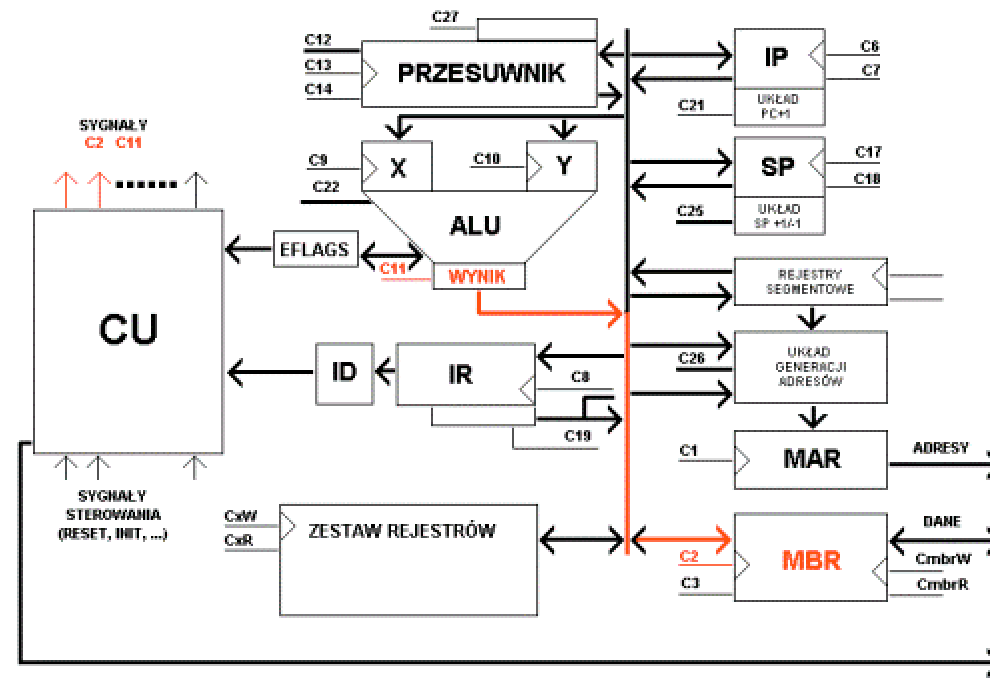 C27
C12
C13
C14
PRZESUWNIK
IP
C6
C7
C21
UKŁAD
PC+1
SYGNAŁY
C2 C11
C9
X
C10
Y
C22
ALU
SP
C17
C18
C25
UKŁAD
SP +1/-1
EFLAGS
C11
WYNIK
REJESTRY
SEGMENTOWE
CU
ID
IR
C8
C19
C26
UKŁAD
GENERACJI
ADRESÓW
C1
MAR
ADRESY
SYGNAŁY
STEROWANIA
(RESET, INIT, ...)
CxW
CxR
ZESTAW REJESTRÓW
C2
C3
MBR
DANE
CmbrW
CmbrR